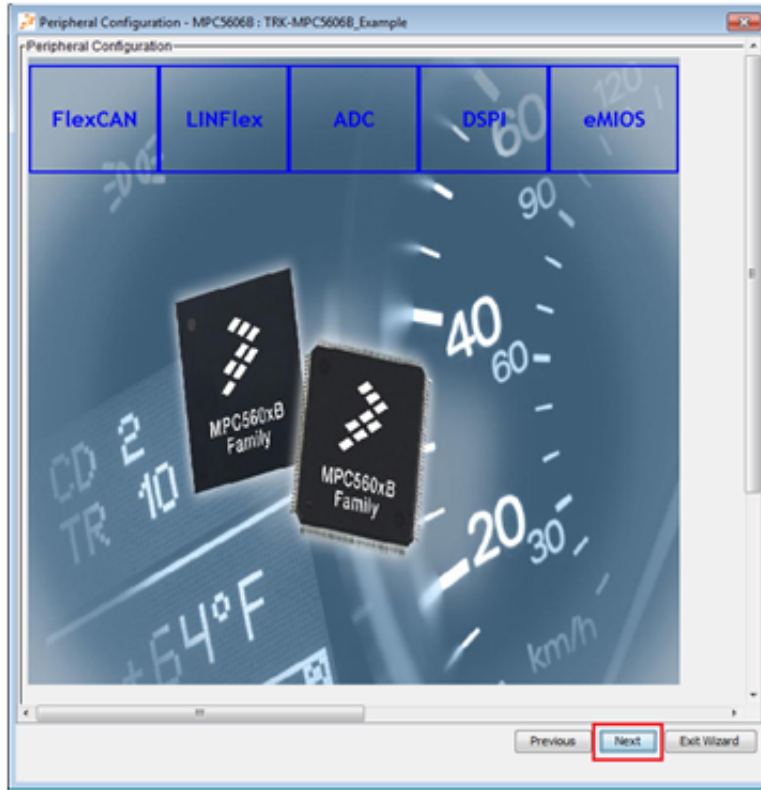 Peripheral Configuration - MPC5606B : TRK-MPC5606B_Example
Peripheral Configuration
FlexCAN LINFlex ADC DSPI eMIOS
120
60
90
40
60
MPC560xB
Family
MPC560xB
Family
CD 2
TR 10
20
30
64°F
km/h
Previous Next Exit Wizard